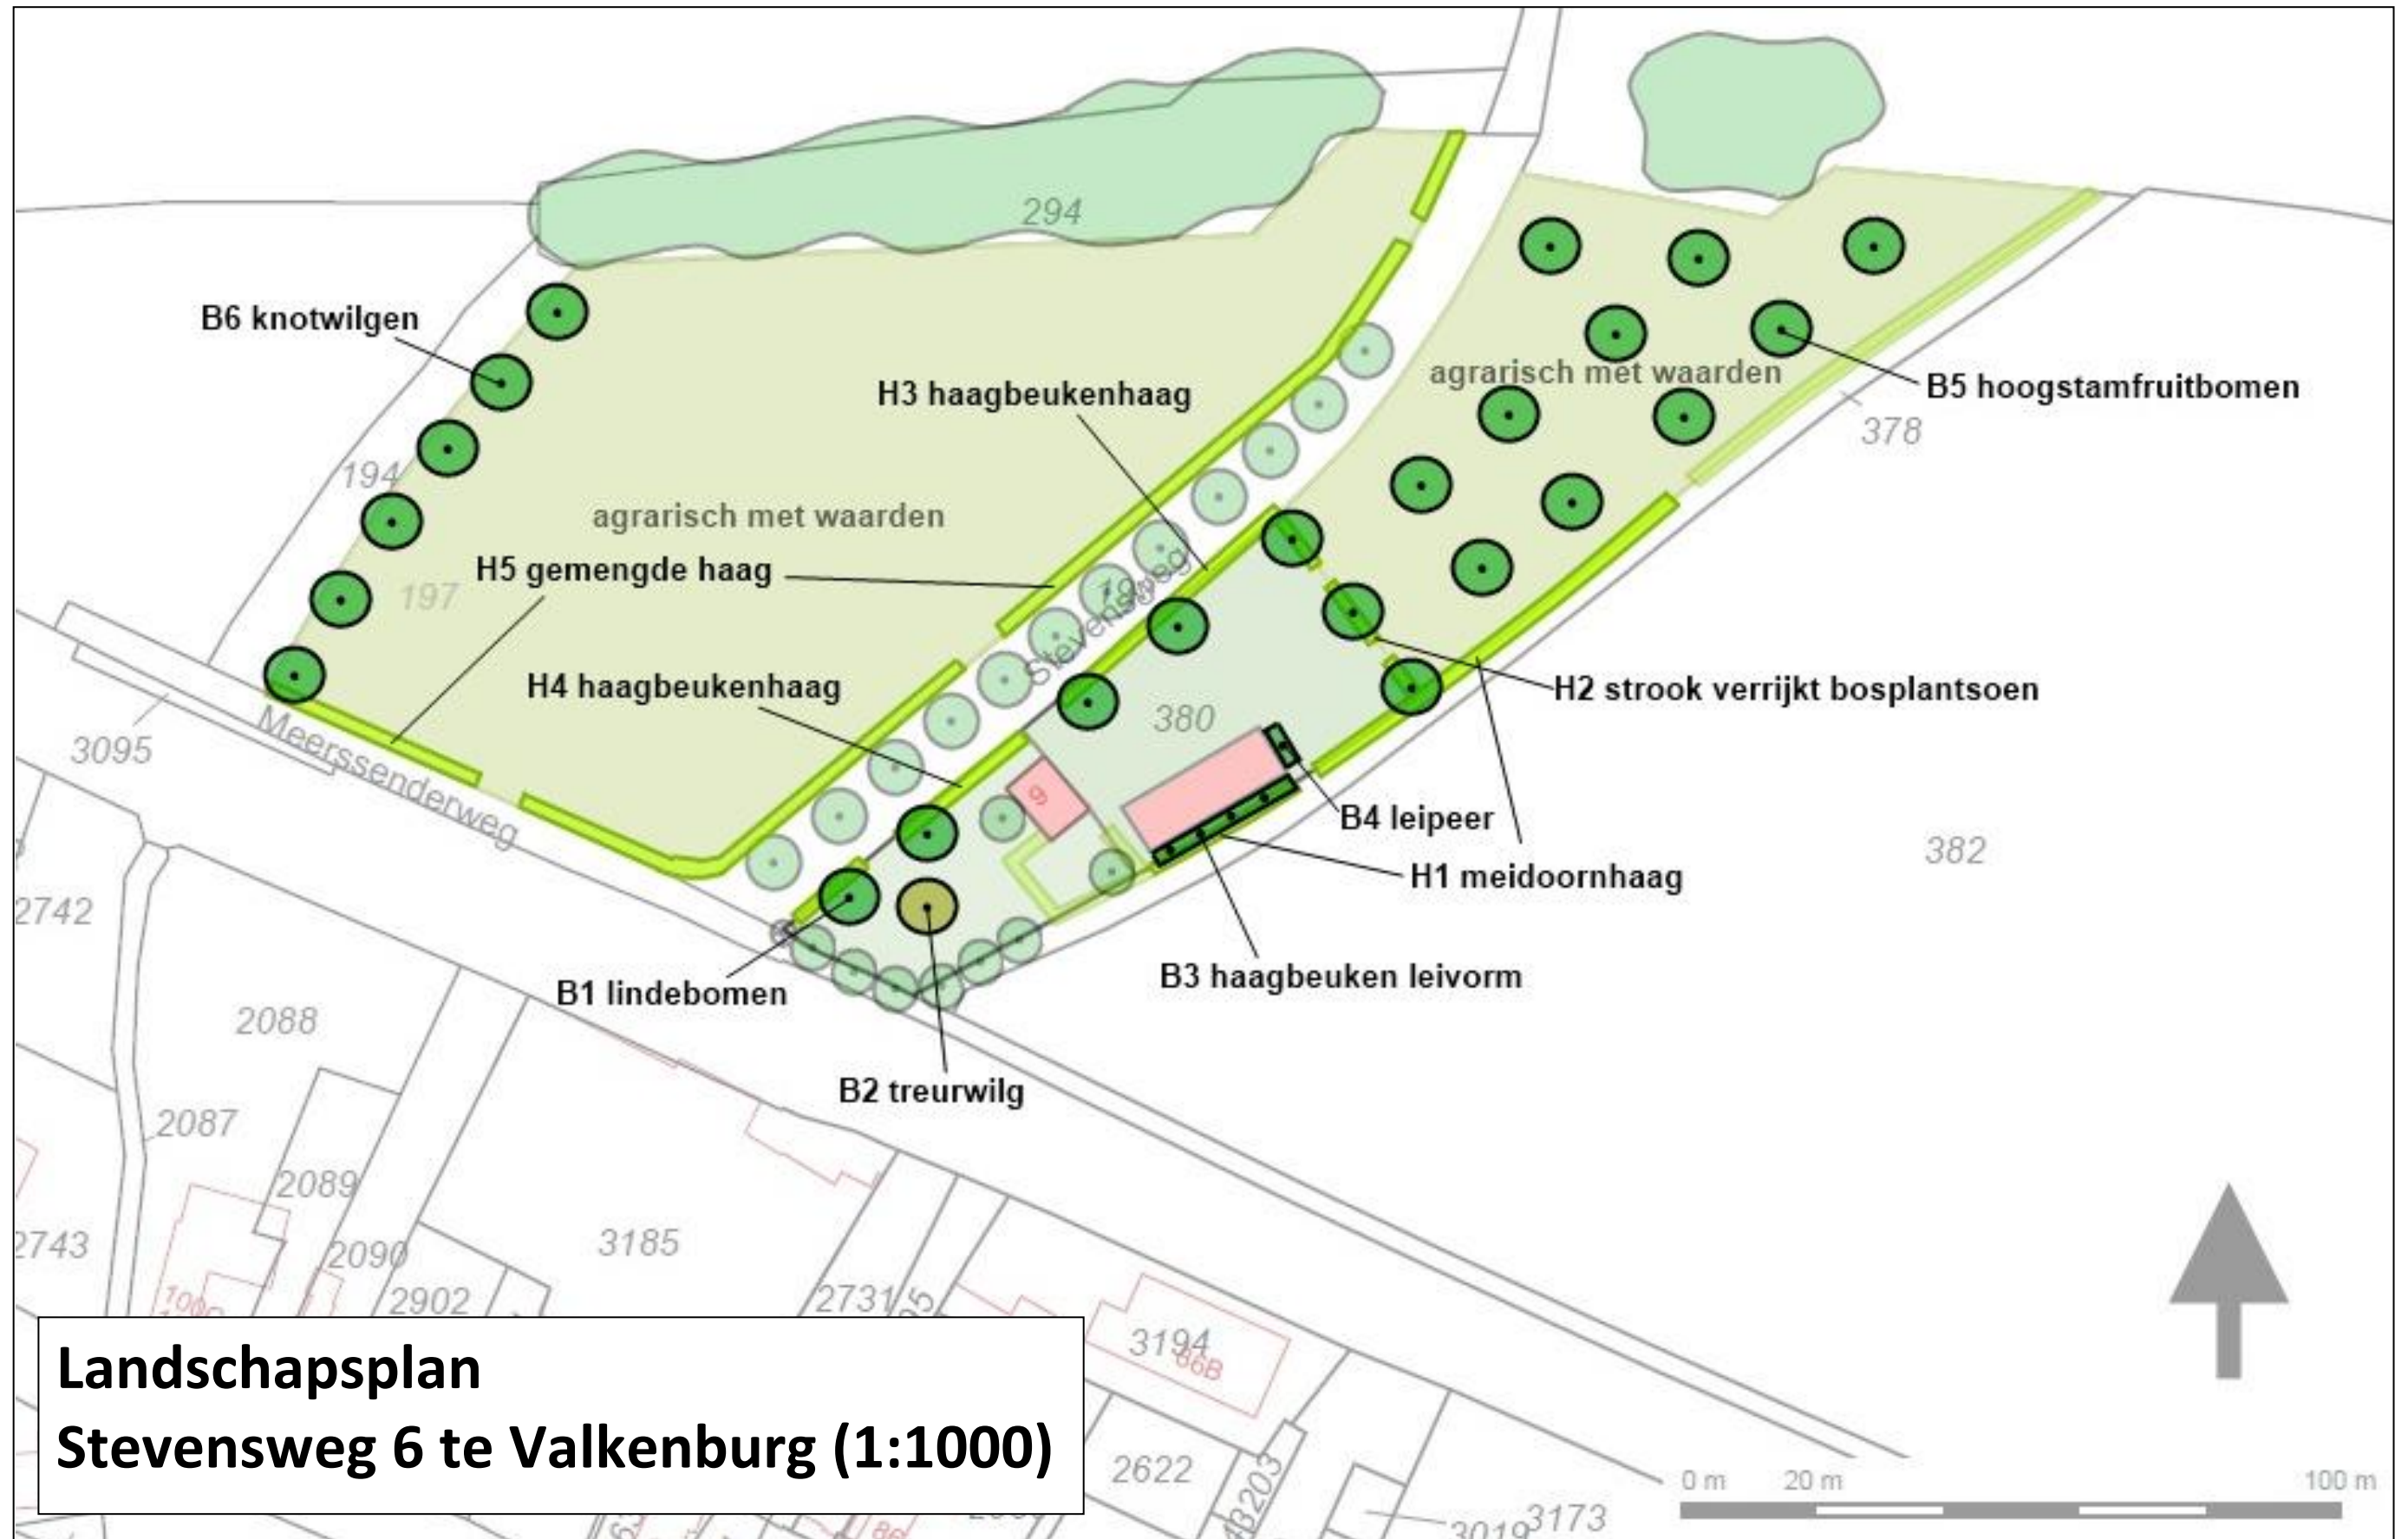 294
B6 knotwilgen
H3 haagbeukenhaag
agrarisch met waarden
B5 hoogstamfruitbomen
378
194
agrarisch met waarden
H5 gemengde haag
197
Stevensweg
H4 haagbeukenhaag
H2 strook verrijkt bosplantsoen
380
3095
Meerssenderweg
B4 leipeer
382
H1 meidoornhaag
2742
B3 haagbeuken leivorm
B1 lindebomen
2088
B2 treurwilg
2087
2089
2743
2090
3185
2902
2731
3194
86B
Landschapsplan
Stevensweg 6 te Valkenburg (1:1000)
2622
0 m 20 m 100 m
3173
3019
86